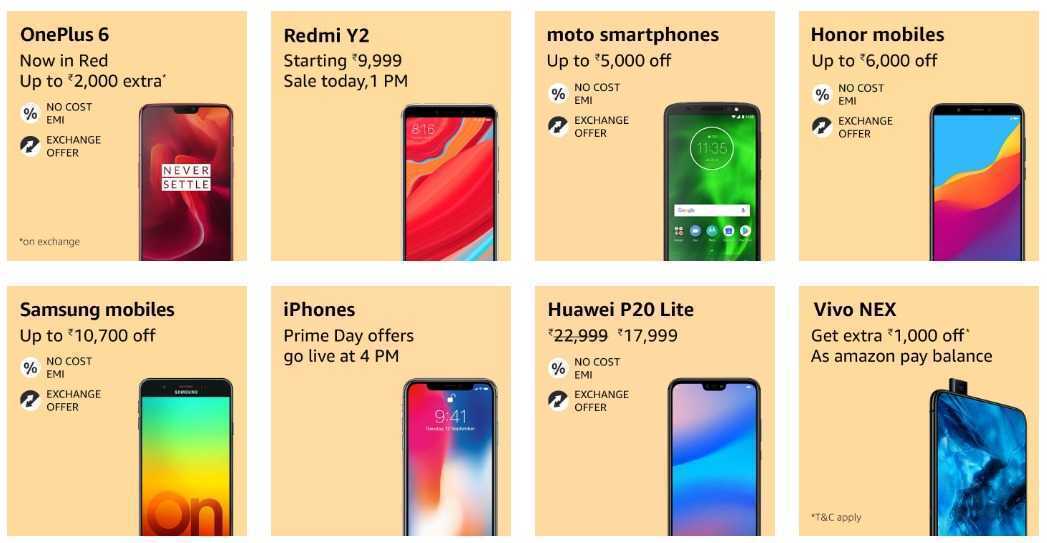 OnePlus 6
Now in Red
Up to ₹2,000 extra*
% NO COST
EMI
EXCHANGE
OFFER
NEVER
SETTLE
*on exchange
Redmi Y2
Starting ₹9,999
Sale today,1 PM
8:16
moto smartphones
Up to ₹5,000 off
% NO COST
EMI
EXCHANGE
OFFER
11:35
Google
Honor mobiles
Up to ₹6,000 off
% NO COST
EMI
EXCHANGE
OFFER
Samsung mobiles
Up to ₹10,700 off
% NO COST
EMI
EXCHANGE
OFFER
SAMSUNG
On
iPhones
Prime Day offers
go live at 4 PM
9:41
Tuesday, 12 September
Huawei P20 Lite
₹22,999 ₹17,999
% NO COST
EMI
EXCHANGE
OFFER
Vivo NEX
Get extra ₹1,000 off*
As amazon pay balance
*T&C apply